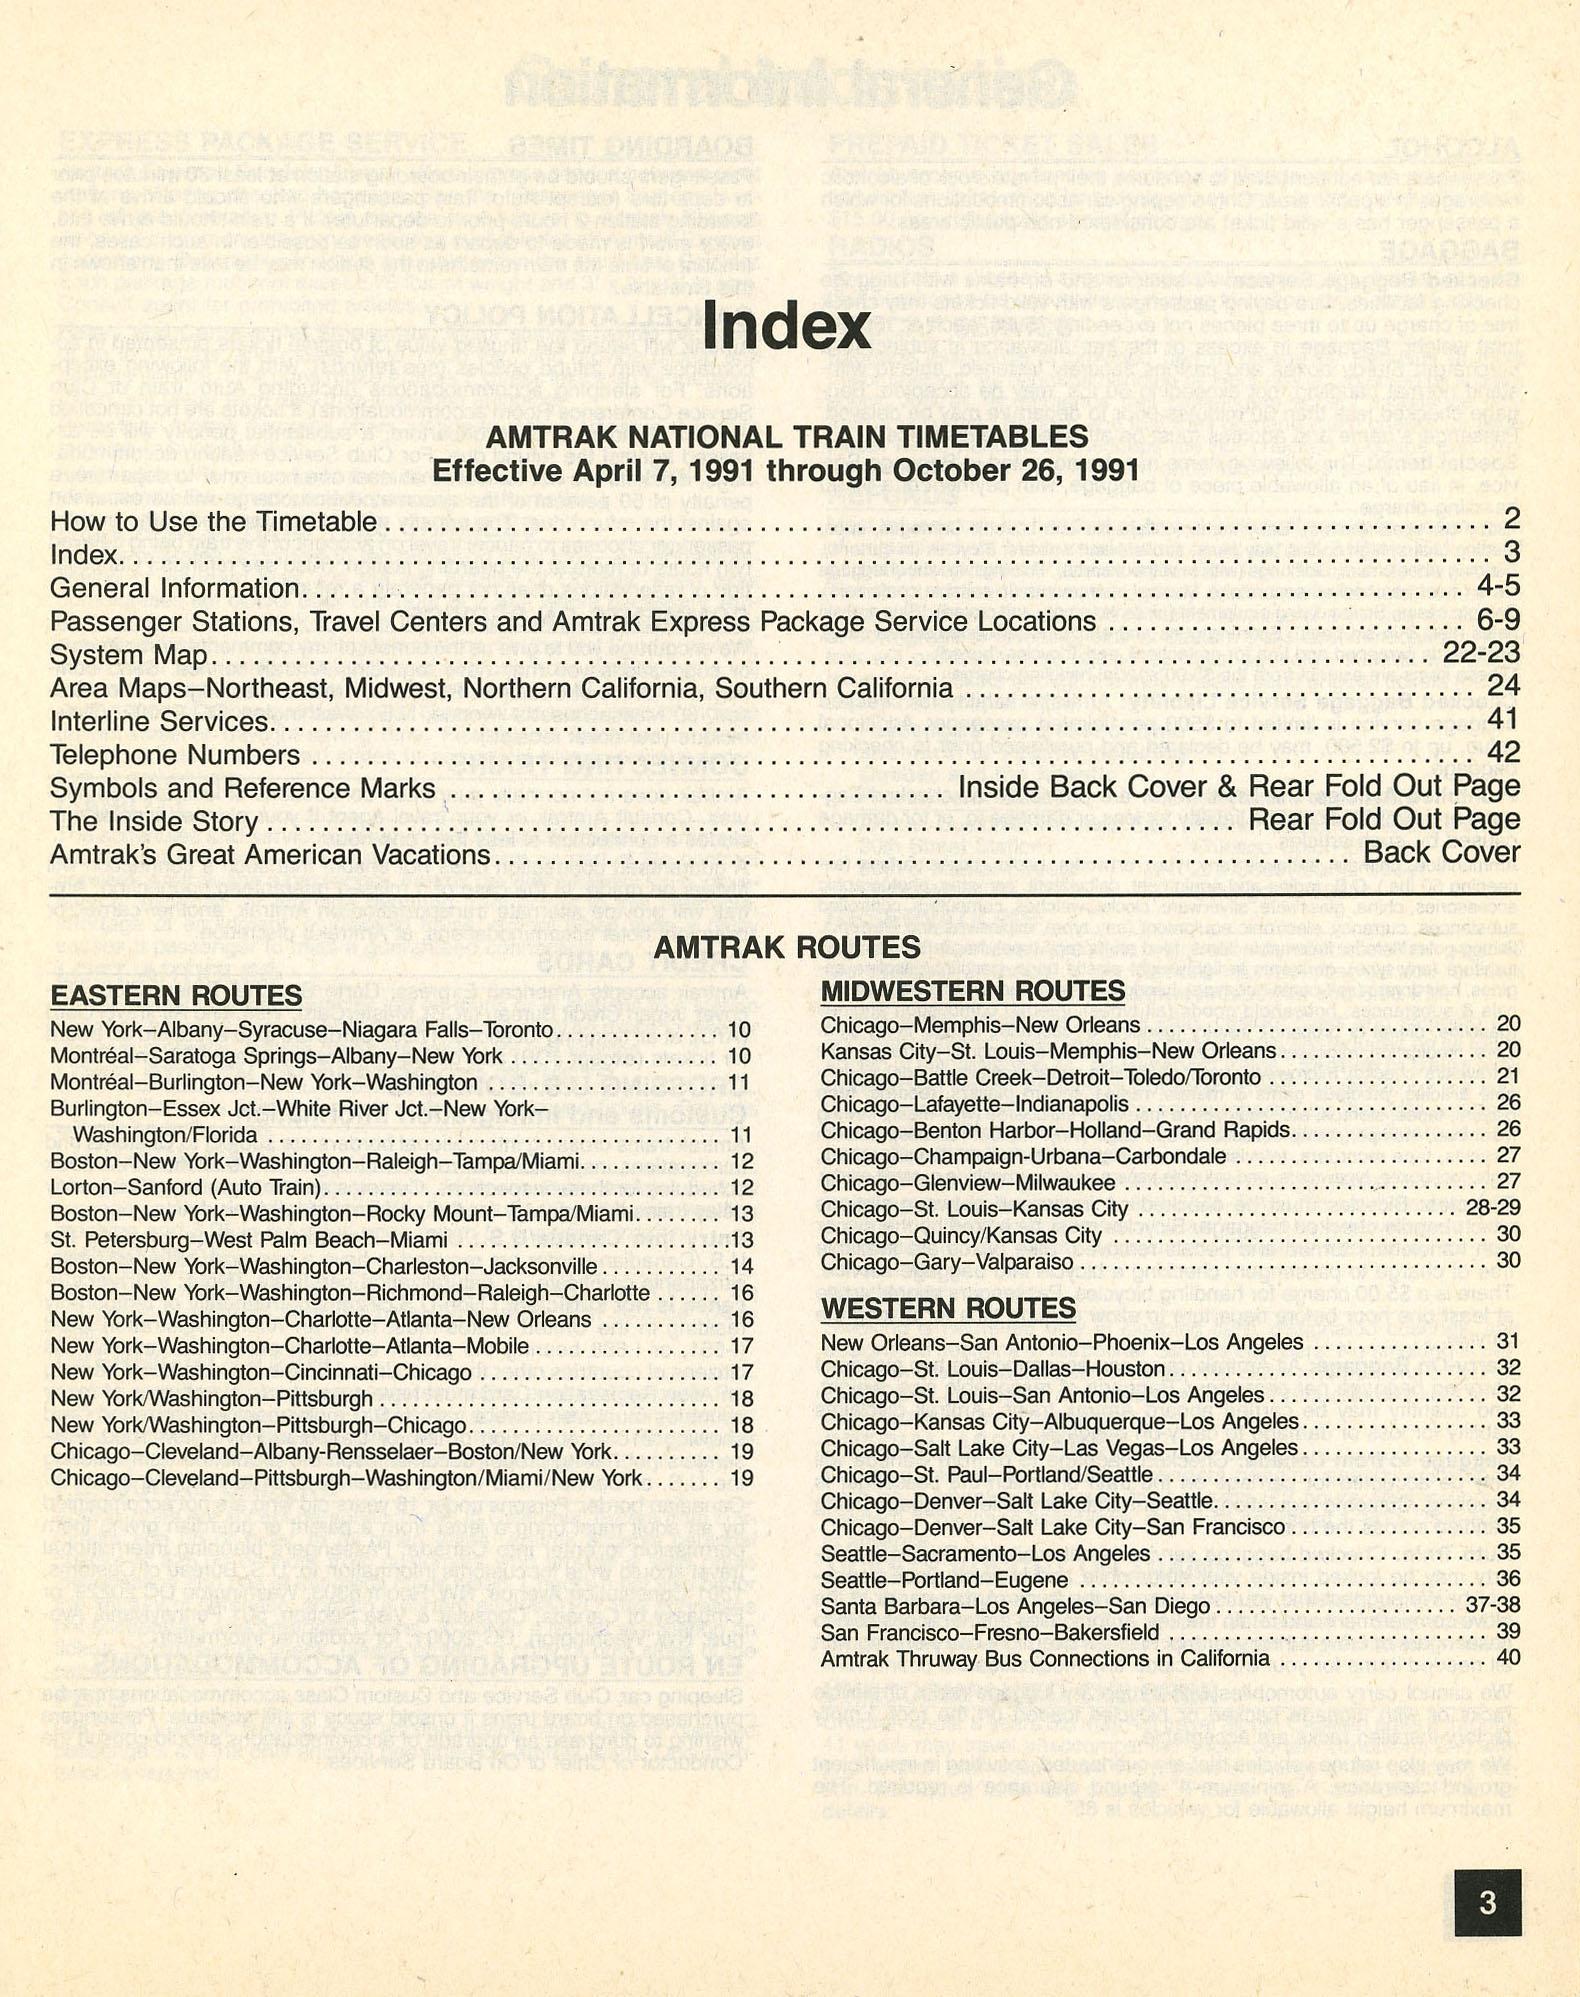 Index
AMTRAK NATIONAL TRAIN TIMETABLES
Effective April 7, 1991 through October 26, 1991
How to Use the Timetable 2
Index 3
General Information 4-5
Passenger Stations, Travel Centers and Amtrak Express Package Service Locations 6-9
System Map 22-23
Area Maps–Northeast, Midwest, Northern California, Southern California 24
Interline Services 41
Telephone Numbers 42
Symbols and Reference Marks Inside Back Cover & Rear Fold Out Page
The Inside Story Rear Fold Out Page
Amtrak's Great American Vacations Back Cover
AMTRAK ROUTES
EASTERN ROUTES
New York–Albany–Syracuse–Niagara Falls–Toronto 10
Montréal–Saratoga Springs–Albany–New York 10
Montréal–Burlington–New York–Washington 11
Burlington–Essex Jct.–White River Jct.–New York–
Washington/Florida 11
Boston–New York–Washington–Raleigh–Tampa/Miami 12
Lorton–Sanford (Auto Train) 12
Boston–New York–Washington–Rocky Mount–Tampa/Miami 13
St. Petersburg–West Palm Beach–Miami 13
Boston–New York–Washington–Charleston–Jacksonville 14
Boston–New York–Washington–Richmond–Raleigh–Charlotte 16
New York–Washington–Charlotte–Atlanta–New Orleans 16
New York–Washington–Charlotte–Atlanta–Mobile 17
New York–Washington–Cincinnati–Chicago 17
New York/Washington–Pittsburgh 18
New York/Washington–Pittsburgh–Chicago 18
Chicago–Cleveland–Albany-Rensselaer–Boston/New York 19
Chicago–Cleveland–Pittsburgh–Washington/Miami/New York 19
MIDWESTERN ROUTES
Chicago–Memphis–New Orleans 20
Kansas City–St. Louis–Memphis–New Orleans 20
Chicago–Battle Creek–Detroit–Toledo/Toronto 21
Chicago–Lafayette–Indianapolis 26
Chicago–Benton Harbor–Holland–Grand Rapids 26
Chicago–Champaign-Urbana–Carbondale 27
Chicago–Glenview–Milwaukee 27
Chicago–St. Louis–Kansas City 28-29
Chicago–Quincy/Kansas City 30
Chicago–Gary–Valparaiso 30
WESTERN ROUTES
New Orleans–San Antonio–Phoenix–Los Angeles 31
Chicago–St. Louis–Dallas–Houston 32
Chicago–St. Louis–San Antonio–Los Angeles 32
Chicago–Kansas City–Albuquerque–Los Angeles 33
Chicago–Salt Lake City–Las Vegas–Los Angeles 33
Chicago–St. Paul–Portland/Seattle 34
Chicago–Denver–Salt Lake City–Seattle 34
Chicago–Denver–Salt Lake City–San Francisco 35
Seattle–Sacramento–Los Angeles 35
Seattle–Portland–Eugene 36
Santa Barbara–Los Angeles–San Diego 37-38
San Francisco–Fresno–Bakersfield 39
Amtrak Thruway Bus Connections in California 40
3